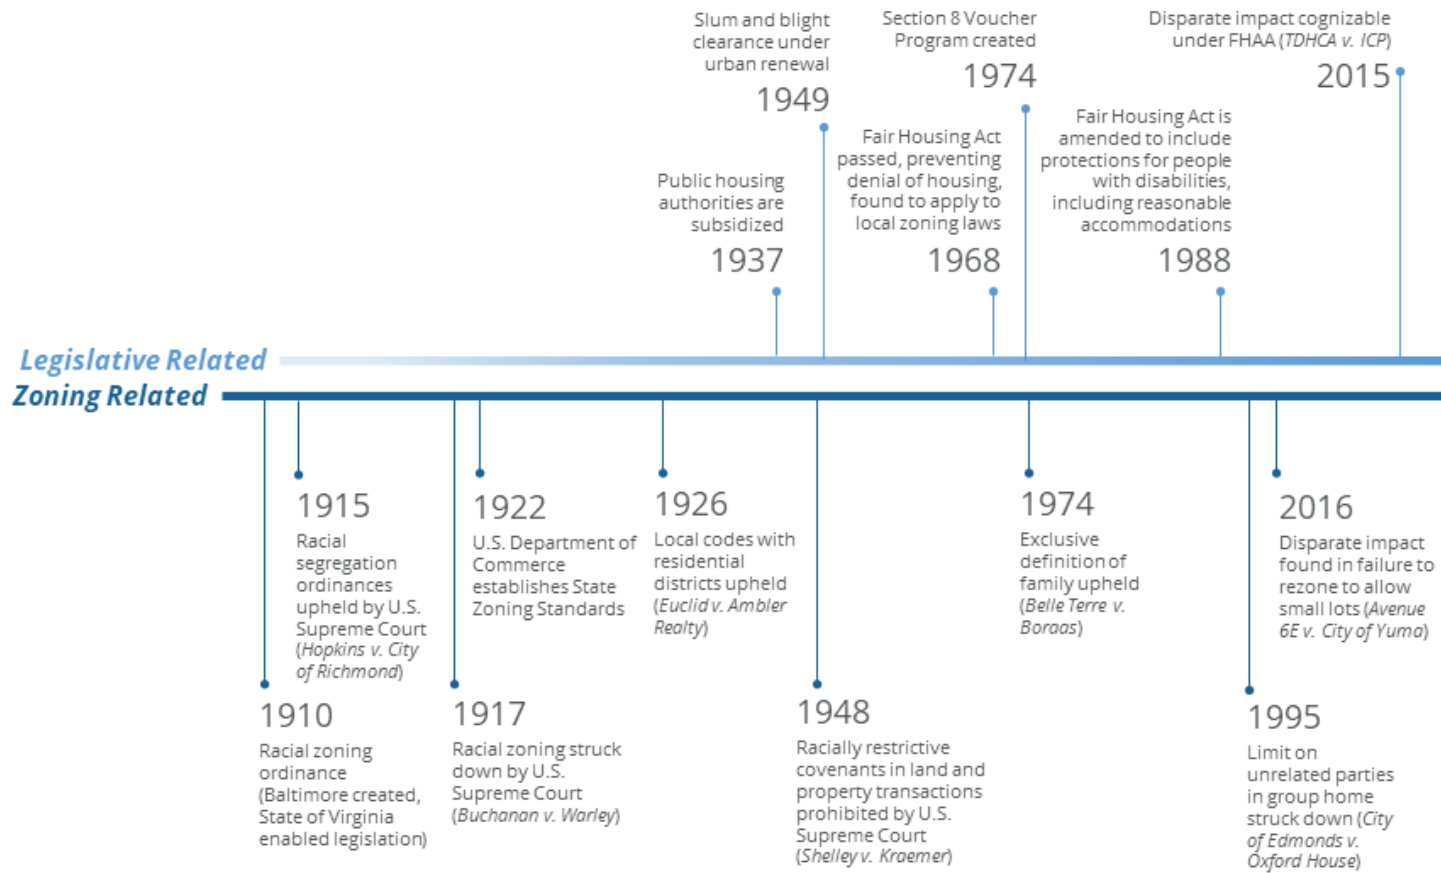 Slum and blight
clearance under
urban renewal
1949
Section 8 Voucher
Program created
1974
Disparate impact cognizable
under FHAA (TDHCA v. ICP)
2015
Public housing
authorities are
subsidized
1937
Fair Housing Act
passed, preventing
denial of housing,
found to apply to
local zoning laws
1968
Fair Housing Act is
amended to include
protections for people
with disabilities,
including reasonable
accommodations
1988
Legislative Related
Zoning Related
1915
Racial
segregation
ordinances
upheld by U.S.
Supreme Court
(Hopkins v. City
of Richmond)
1922
U.S. Department of
Commerce
establishes State
Zoning Standards
1926
Local codes with
residential
districts upheld
(Euclid v. Ambler
Realty)
1974
Exclusive
definition of
family upheld
(Belle Terre v.
Boraas)
2016
Disparate impact
found in failure to
rezone to allow
small lots (Avenue
6E v. City of Yuma)
1910
Racial zoning
ordinance
(Baltimore created,
State of Virginia
enabled legislation)
1917
Racial zoning struck
down by U.S.
Supreme Court
(Buchanan v. Warley)
1948
Racially restrictive
covenants in land and
property transactions
prohibited by U.S.
Supreme Court
(Shelley v. Kraemer)
1995
Limit on
unrelated parties
in group home
struck down (City
of Edmonds v.
Oxford House)